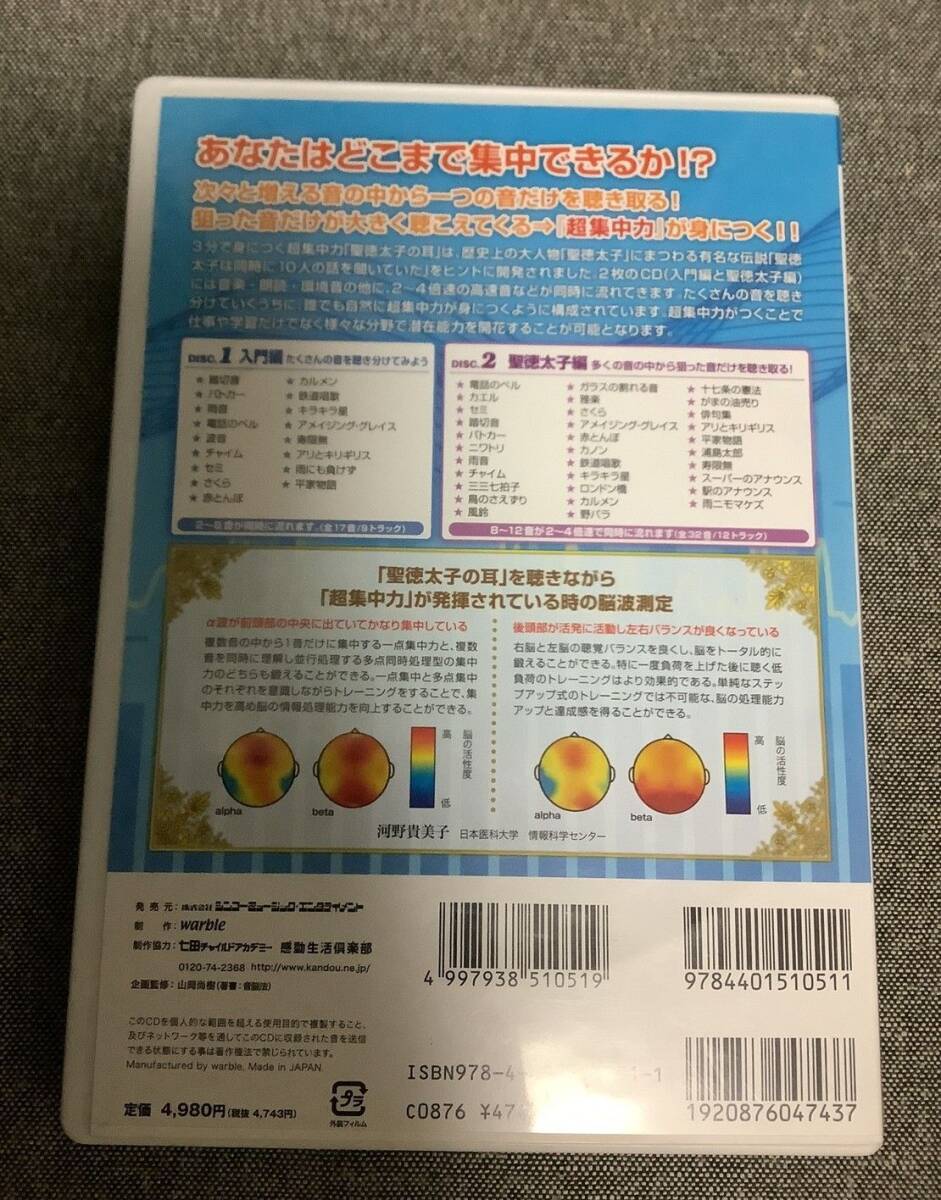 あなたはどこまで集中できるか!?
次々と増える音の中から一つの音だけを聴き取る!
狙った音だけが大きく聴こえてくる⇒『超集中力』が身につく!!
3分で身につく超集中力「聖徳太子の耳」は、歴史上の大人物「聖徳太子」にまつわる有名な伝説「聖徳
太子は同時に10人の話を聞いていた」をヒントに開発されました。2枚のCD(入門編と聖徳太子編)
には音楽・朗読・環境音の他に、2〜4倍速の高速音などが同時に流れてきます。たくさんの音を聴き
分けていくうちに、誰でも自然に超集中力が身につくように構成されています。超集中力がつくことで
仕事や学習だけでなく様々な分野で潜在能力を開花することが可能となります。
DISC. 1 入門編 たくさんの音を聴き分けてみよう
★ 踏切音
★ パトカー
★ 雨音
★ 電話のベル
★ 波音
★ チャイム
★ セミ
★ さくら
★ 赤とんぼ
★ カルメン
★ 鉄道唱歌
★ キラキラ星
★ アメイジング・グレイス
★ 寿限無
★ アリとキリギリス
★ 雨にも負けず
★ 平家物語
2〜8音が同時に流れます。(全17音/9トラック)
DISC. 2 聖徳太子編 多くの音の中から狙った音だけを聴き取る!
★ 電話のベル
★ カエル
★ セミ
★ 踏切音
★ パトカー
★ ニワトリ
★ 雨音
★ チャイム
★ 三三七拍子
★ 鳥のさえずり
★ 風鈴
★ ガラスの割れる音
★ 雅楽
★ さくら
★ アメイジング・グレイス
★ 赤とんぼ
★ カノン
★ 鉄道唱歌
★ キラキラ星
★ ロンドン橋
★ カルメン
★ 野バラ
★ 十七条の憲法
★ がまの油売り
★ 俳句集
★ アリとキリギリス
★ 平家物語
★ 浦島太郎
★ 寿限無
★ スーパーのアナウンス
★ 駅のアナウンス
★ 雨ニモマケズ
8〜12音が2〜4倍速で同時に流れます(全32音/12トラック)
「聖徳太子の耳」を聴きながら
「超集中力」が発揮されている時の脳波測定
α波が前頭部の中央に出ていてかなり集中している
複数音の中から1音だけに集中する一点集中力と、複数
音を同時に理解し並行処理する多点同時処理型の集中
力のどちらも鍛えることができる。一点集中と多点集中
のそれぞれを意識しながらトレーニングをすることで、集
中力を高め脳の情報処理能力を向上することができる。
alpha
beta
高
脳の活性度
低
後頭部が活発に活動し左右バランスが良くなっている
右脳と左脳の聴覚バランスを良くし、脳をトータル的に
鍛えることができる。特に一度負荷を上げた後に聴く低
負荷のトレーニングはより効果的である。単純なステッ
プアップ式のトレーニングでは不可能な、脳の処理能力
アップと達成感を得ることができる。
alpha
beta
高
脳の活性度
低
河野貴美子 日本医科大学 情報科学センター
発売元: 株式会社 シンコーミュージック・エンタテイメント
制 作: warble
制作協力: 七田チャイルドアカデミー 感動生活倶楽部
0120-74-2368 http://www.kandou.ne.jp/
企画監修: 山岡尚樹(著書:音脳法)
このCDを個人的な範囲を超える使用目的で複製すること、
及びネットワーク等を通してこのCDに収録された音を送信
できる状態にする事は著作権法で禁じられています。
Manufactured by warble. Made in JAPAN.
定価 4,980円(税抜 4,743円)
プラ
外装フィルム
4 997938 510519
9784401510511
ISBN978-4- 1-1
C0876 ¥47
1920876047437